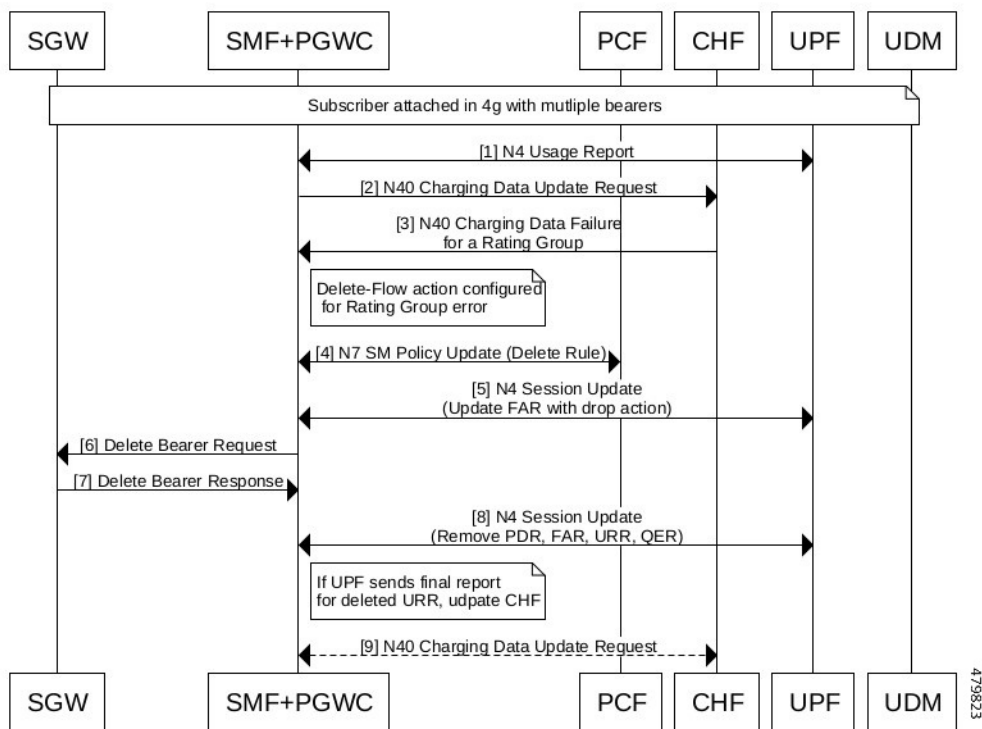 SGW
SMF+PGWC
PCF
CHF
UPF
UDM
Subscriber attached in 4g with mutliple bearers
[1] N4 Usage Report
[2] N40 Charging Data Update Request
[3] N40 Charging Data Failure
for a Rating Group
Delete-Flow action configured
for Rating Group error
[4] N7 SM Policy Update (Delete Rule)
[5] N4 Session Update
(Update FAR with drop action)
[6] Delete Bearer Request
[7] Delete Bearer Response
[8] N4 Session Update
(Remove PDR, FAR, URR, QER)
If UPF sends final report
for deleted URR, udpate CHF
[9] N40 Charging Data Update Request
SGW
SMF+PGWC
PCF
CHF
UPF
UDM
479823